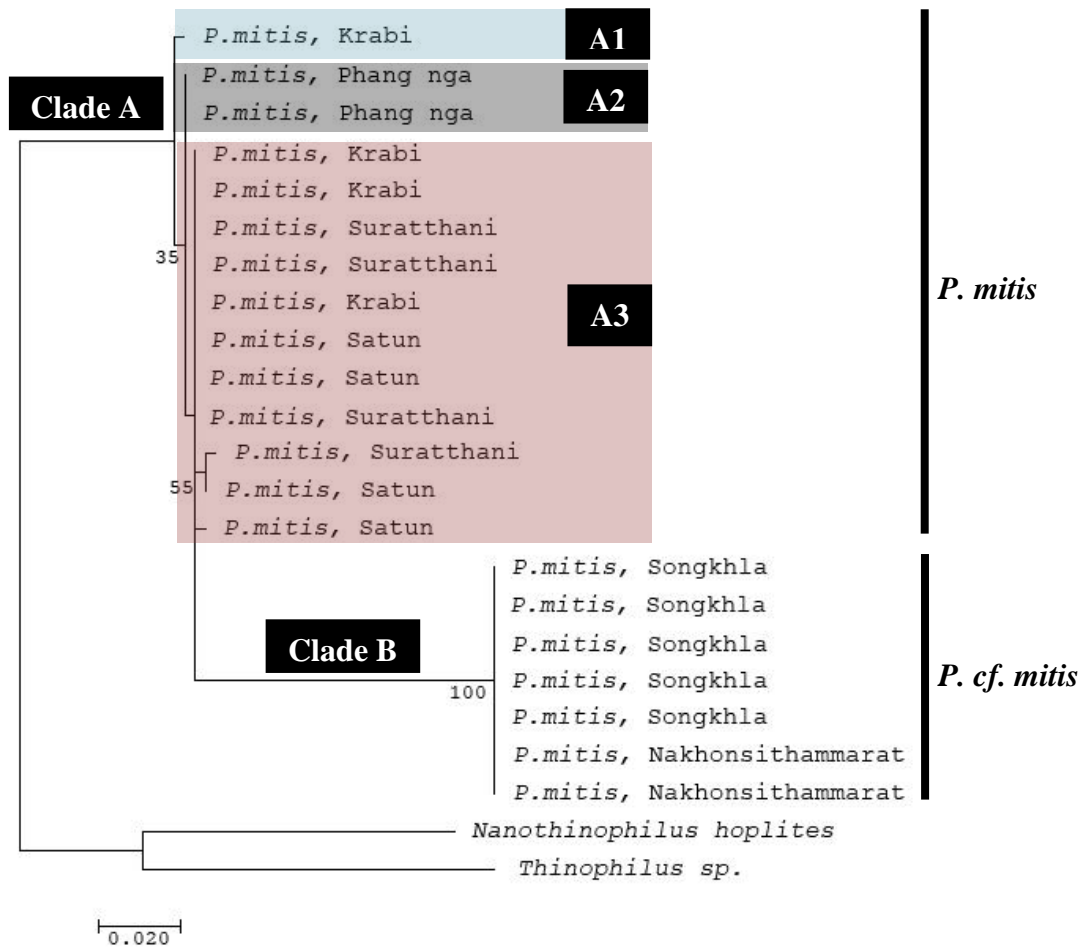 P.mitis, Krabi
A1
P.mitis, Phang nga
P.mitis, Phang nga
A2
Clade A
P.mitis, Krabi
P.mitis, Krabi
P.mitis, Suratthani
35
P.mitis, Suratthani
P.mitis, Krabi
A3
P. mitis
P.mitis, Satun
P.mitis, Satun
P.mitis, Suratthani
P.mitis, Suratthani
55
P.mitis, Satun
P.mitis, Satun
P.mitis, Songkhla
P.mitis, Songkhla
P.mitis, Songkhla
Clade B
P.mitis, Songkhla
100
P. cf. mitis
P.mitis, Songkhla
P.mitis, Nakhonsithammarat
P.mitis, Nakhonsithammarat
Nanothinophilus hoplites
Thinophilus sp.
0.020